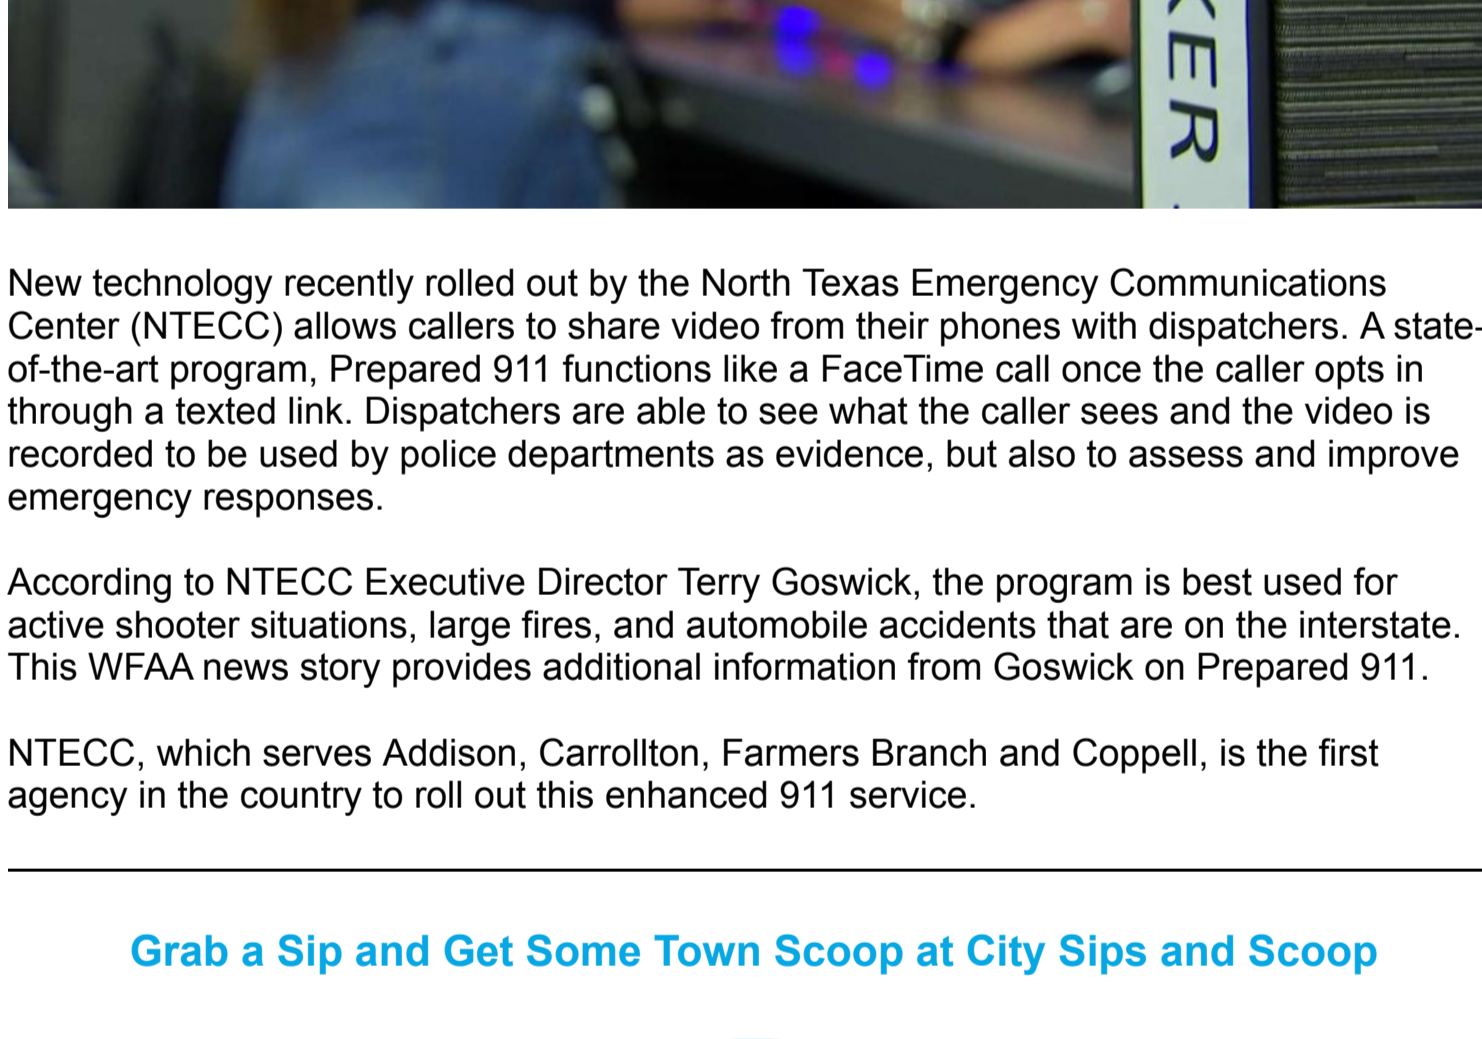 KER
New technology recently rolled out by the North Texas Emergency Communications
Center (NTECC) allows callers to share video from their phones with dispatchers. A state-
of-the-art program, Prepared 911 functions like a FaceTime call once the caller opts in
through a texted link. Dispatchers are able to see what the caller sees and the video is
recorded to be used by police departments as evidence, but also to assess and improve
emergency responses.
According to NTECC Executive Director Terry Goswick, the program is best used for
active shooter situations, large fires, and automobile accidents that are on the interstate.
This WFAA news story provides additional information from Goswick on Prepared 911.
NTECC, which serves Addison, Carrollton, Farmers Branch and Coppell, is the first
agency in the country to roll out this enhanced 911 service.
Grab a Sip and Get Some Town Scoop at City Sips and Scoop